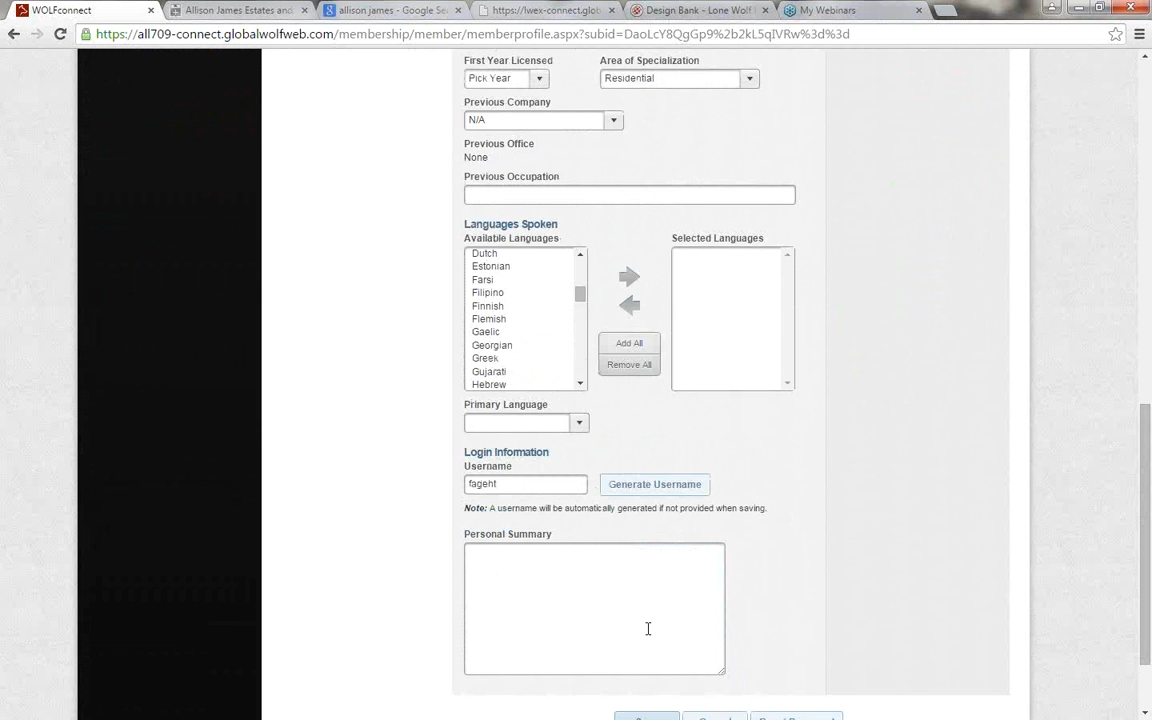 WOLFconnect
Allison James Estates and
allison james - Google Se
https://lwex-connect.glob
Design Bank - Lone Wolf
My Webinars
https://all709-connect.globalwolfweb.com/membership/member/memberprofile.aspx?subid=DaoLcY8QgGp9%2b2kL5qIVRw%3d%3d
First Year Licensed
Area of Specialization
Pick Year
Residential
Previous Company
N/A
Previous Office
None
Previous Occupation
Languages Spoken
Available Languages
Selected Languages
Dutch
Estonian
Farsi
Filipino
Finnish
Flemish
Gaelic
Georgian
Greek
Gujarati
Hebrew
Add All
Remove All
Primary Language
Login Information
Username
fageht
Generate Username
Note: A username will be automatically generated if not provided when saving.
Personal Summary